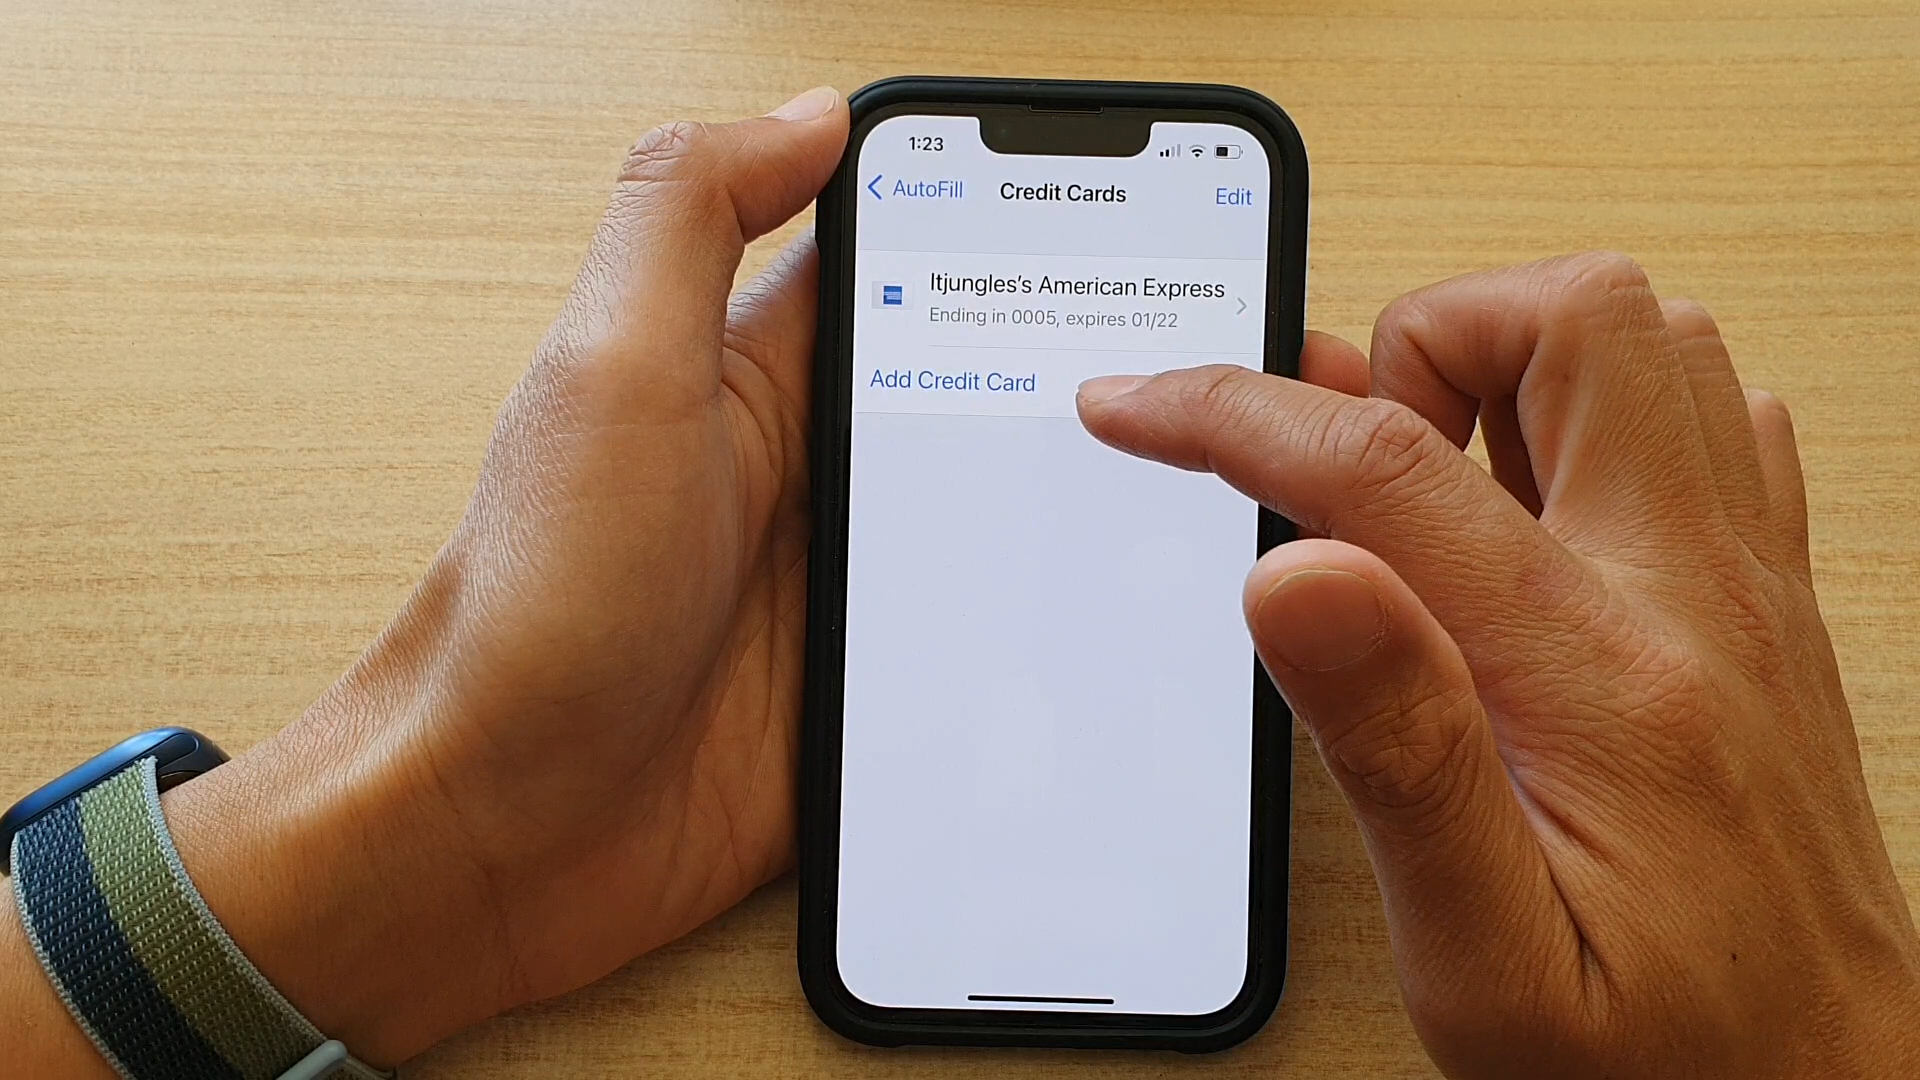 1:23
AutoFill
Credit Cards
Edit
Itjungles's American Express
Ending in 0005, expires 01/22
Add Credit Card